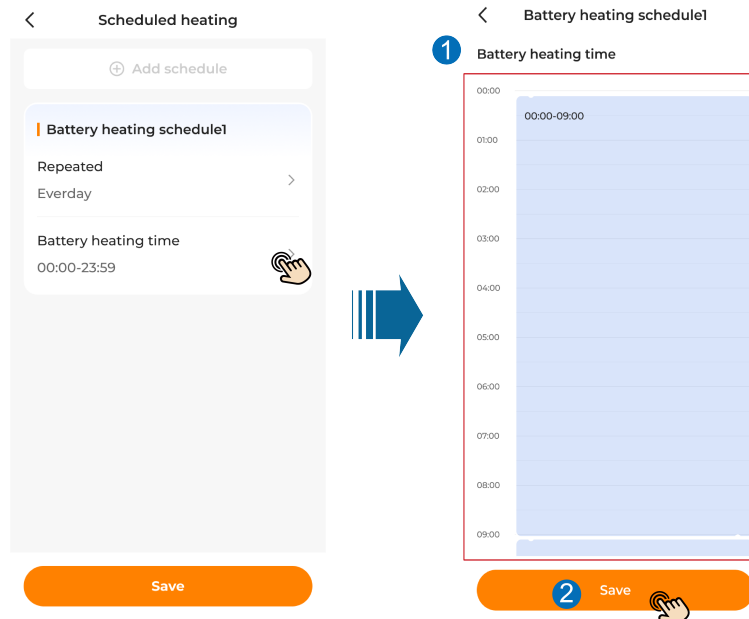 Scheduled heating
Add schedule
Battery heating schedule1
Repeated
Everday
Battery heating time
00:00-23:59
Save
Battery heating schedule1
1
Battery heating time
00:00
00:00-09:00
01:00
02:00
03:00
04:00
05:00
06:00
07:00
08:00
09:00
2
Save